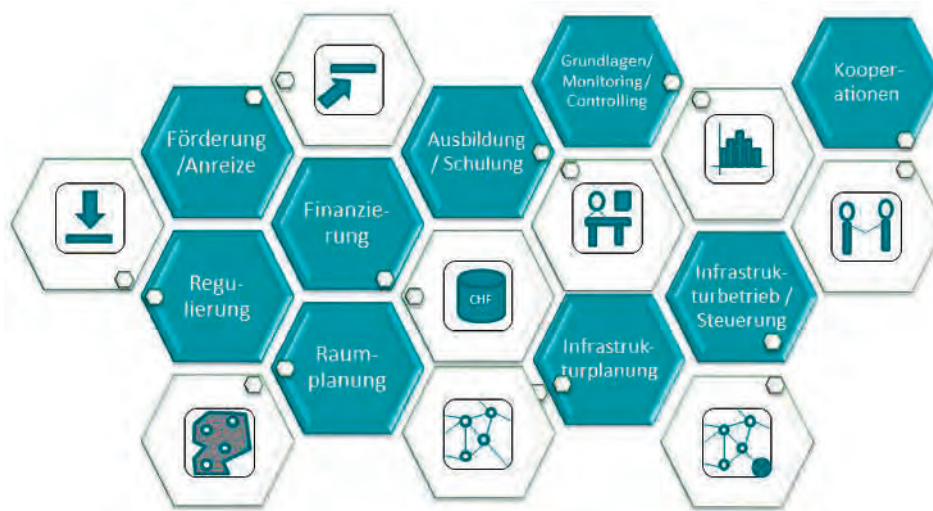 Grundlagen/
Monitoring /
Controlling
Kooper-
ationen
Förderung
/Anreize
Ausbildung
/ Schulung
Finanzie-
rung
Regu-
lierung
CHF
Infrastruk-
turbetrieb /
Steuerung
Raum-
planung
Infrastruk-
turplanung